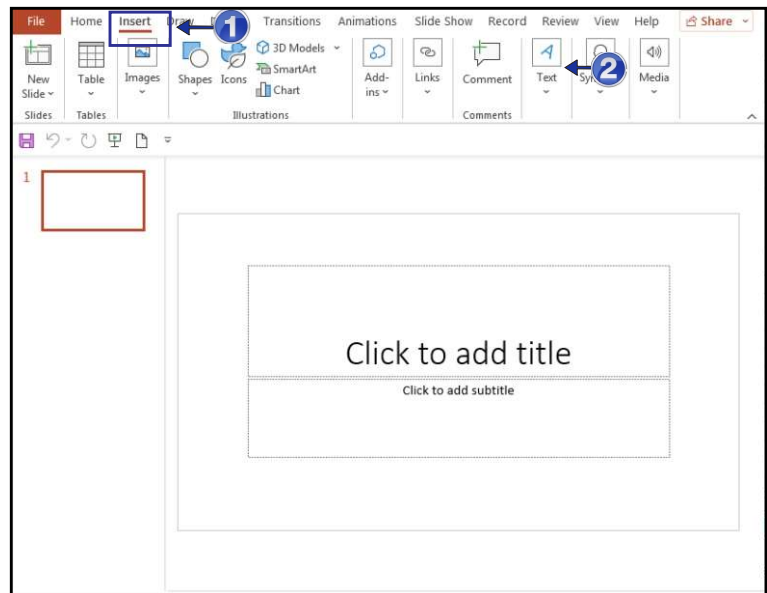 File Home Insert Transitions Animations Slide Show Record Review View Help Share
1
3D Models
SmartArt
Chart
New Slide
Table
Images
Shapes
Icons
Add-ins
Links
Comment
Text
2
Media
Slides Tables Illustrations Comments
1
Click to add title
Click to add subtitle